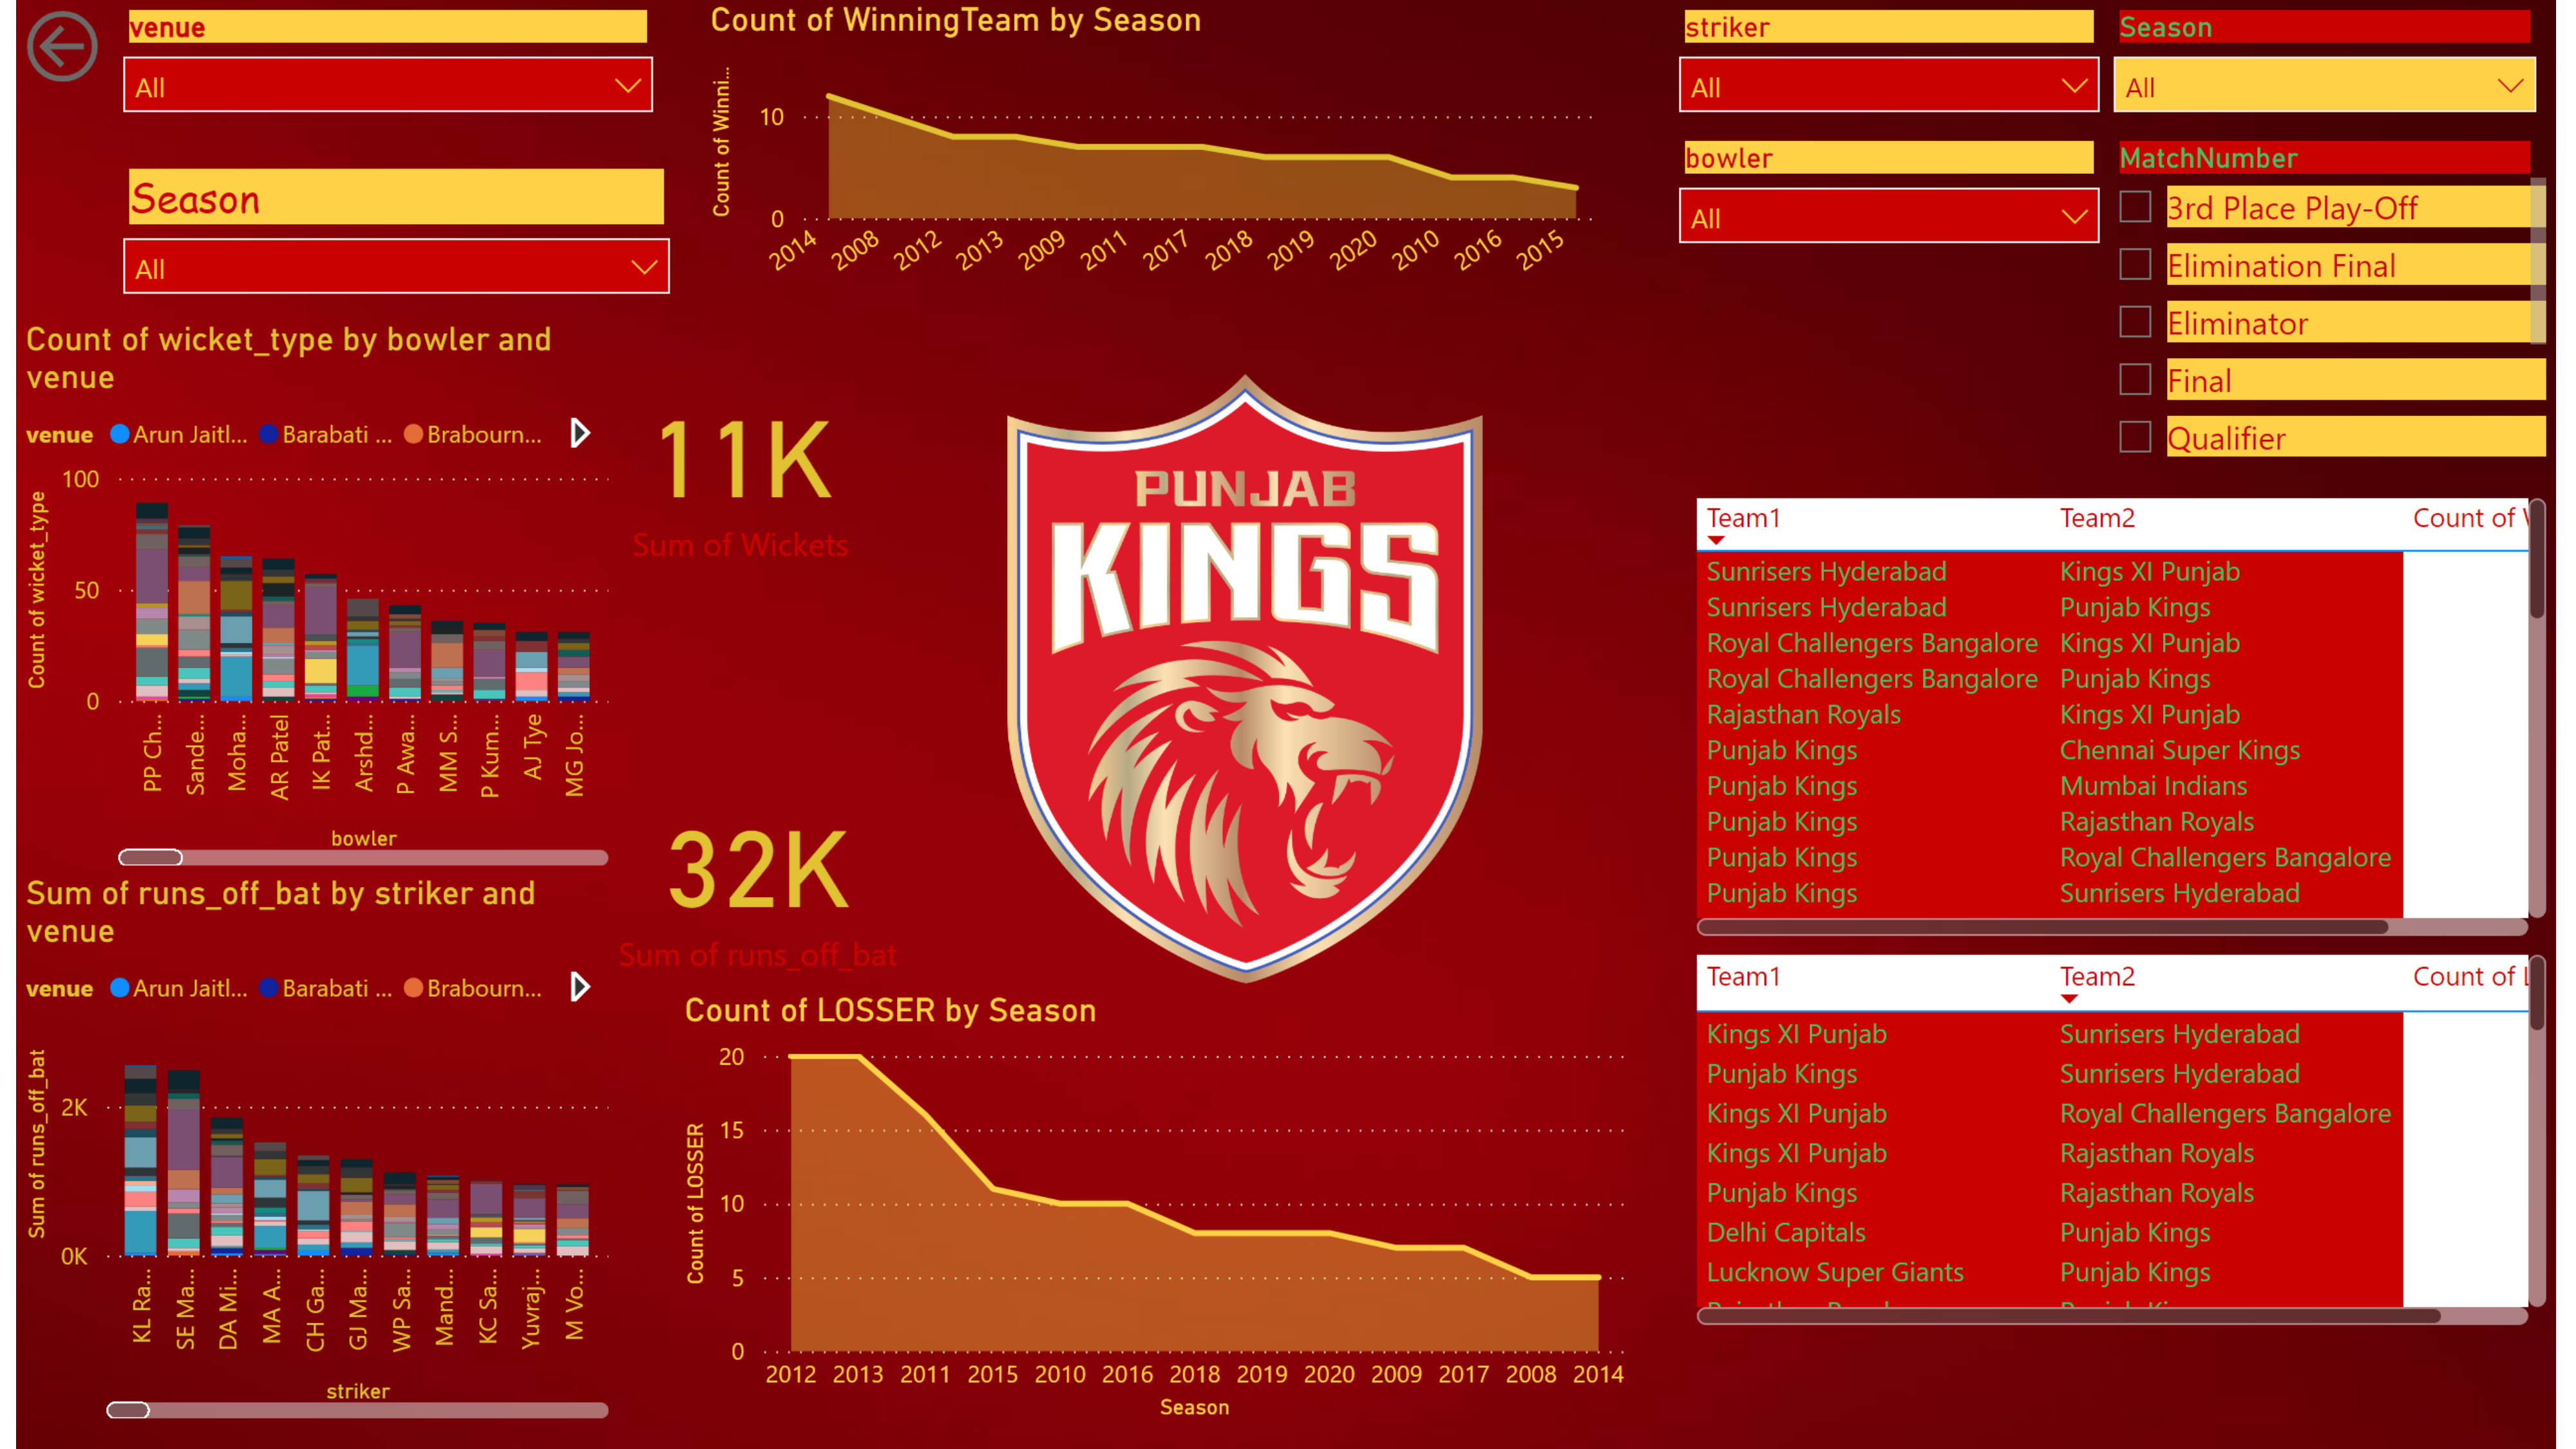 venue
All
Season
All
Count of WinningTeam by Season
Count of Winni...
10
0
2014 2008 2012 2013 2009 2011 2017 2018 2019 2020 2010 2016 2015
striker
All
bowler
All
Season
All
MatchNumber
3rd Place Play-Off
Elimination Final
Eliminator
Final
Qualifier
Count of wicket_type by bowler and
venue
venue Arun Jaitl... Barabati ... Brabourn...
Count of wicket_type
100
50
0
PP Ch... Sande... Moha... AR Patel IK Pat... Arshd... P Awa... MM S... P Kum... AJ Tye MG Jo...
bowler
11K
Sum of Wickets
32K
Sum of runs_off_bat
PUNJAB
KINGS
Sum of runs_off_bat by striker and
venue
venue Arun Jaitl... Barabati ... Brabourn...
Sum of runs_off_bat
2K
0K
KL Ra... SE Ma... DA Mi... MA A... CH Ga... GJ Ma... WP Sa... Mand... KC Sa... Yuvraj... M Vo...
striker
Count of LOSSER by Season
Count of LOSSER
20
15
10
5
0
2012 2013 2011 2015 2010 2016 2018 2019 2020 2009 2017 2008 2014
Season
Team1 Team2 Count of
Sunrisers Hyderabad Kings XI Punjab
Sunrisers Hyderabad Punjab Kings
Royal Challengers Bangalore Kings XI Punjab
Royal Challengers Bangalore Punjab Kings
Rajasthan Royals Kings XI Punjab
Punjab Kings Chennai Super Kings
Punjab Kings Mumbai Indians
Punjab Kings Rajasthan Royals
Punjab Kings Royal Challengers Bangalore
Punjab Kings Sunrisers Hyderabad
Team1 Team2 Count of
Kings XI Punjab Sunrisers Hyderabad
Punjab Kings Sunrisers Hyderabad
Kings XI Punjab Royal Challengers Bangalore
Kings XI Punjab Rajasthan Royals
Punjab Kings Rajasthan Royals
Delhi Capitals Punjab Kings
Lucknow Super Giants Punjab Kings